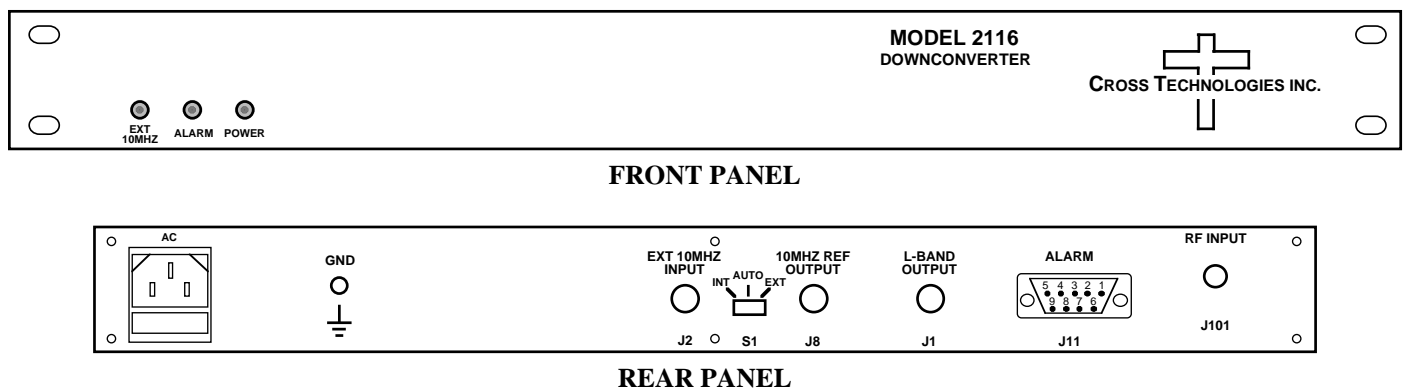 MODEL 2116
DOWNCONVERTER
CROSS TECHNOLOGIES INC.
EXT
10MHZ
ALARM
POWER
FRONT PANEL
AC
GND
EXT 10MHZ
INPUT
J2
INT
AUTO
EXT
S1
10MHZ REF
OUTPUT
J8
L-BAND
OUTPUT
J1
ALARM
5 4 3 2 1
9 8 7 6
J11
RF INPUT
J101
REAR PANEL